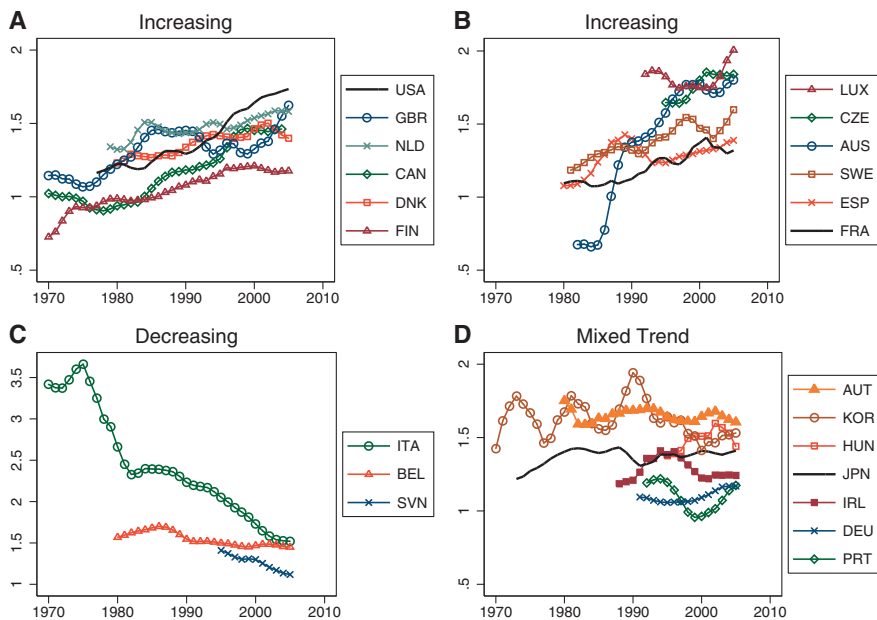 A Increasing
2
1.5
1
.5
1970 1980 1990 2000 2010
USA
GBR
NLD
CAN
DNK
FIN
B Increasing
2
1.5
1
.5
1970 1980 1990 2000 2010
LUX
CZE
AUS
SWE
ESP
FRA
C Decreasing
3.5
3
2.5
2
1.5
1
1970 1980 1990 2000 2010
ITA
BEL
SVN
D Mixed Trend
2
1.5
1
.5
1970 1980 1990 2000 2010
AUT
KOR
HUN
JPN
IRL
DEU
PRT